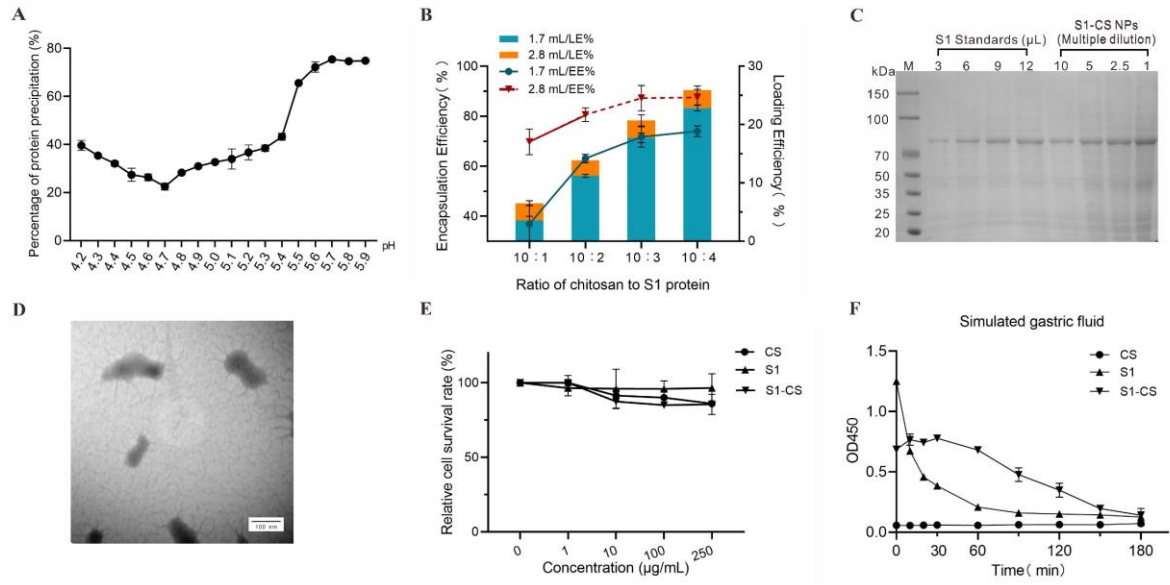 A
Percentage of protein precipitation (%)
80
60
40
20
0
4.2
4.3
4.4
4.5
4.6
4.7
4.8
4.9
5.0
5.1
5.2
5.3
5.4
5.5
5.6
5.7
5.8
5.9
pH
B
1.7 mL/LE%
2.8 mL/LE%
1.7 mL/EE%
2.8 mL/EE%
Encapsulation Efficiency(%)
100
80
60
40
Loading Efficiency(%)
30
20
10
0
10:1
10:2
10:3
10:4
Ratio of chitosan to S1 protein
C
S1-CS NPs
S1 Standards (μL) (Multiple dilution)
kDa M 3 6 9 12 10 5 2.5 1
150
100
70
50
35
25
20
D
100 nm
E
Relative cell survival rate (%)
100
75
50
0
CS
S1
S1-CS
0 1 10 100 250
Concentration (μg/mL)
F
Simulated gastric fluid
OD450
1.5
1.0
0.5
0.0
CS
S1
S1-CS
0 30 60 90 120 180
Time( min)